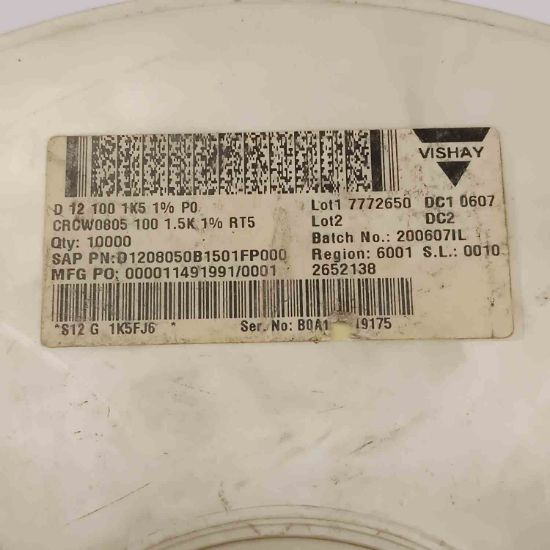 VISHAY
D 12 100 1K5 1% P0 Lot1 7772650 DC1 0607
CRCW0805 100 1.5K 1% RT5 Lot2 DC2
Qty: 10000 Batch No.: 200607IL
SAP PN:D1208050B1501FP000 Region: 6001 S.L.: 0010
MFG PO: 000011491991/0001 2652138
*S12 G 1K5FJ6 * Ser. No: B0A1 9175